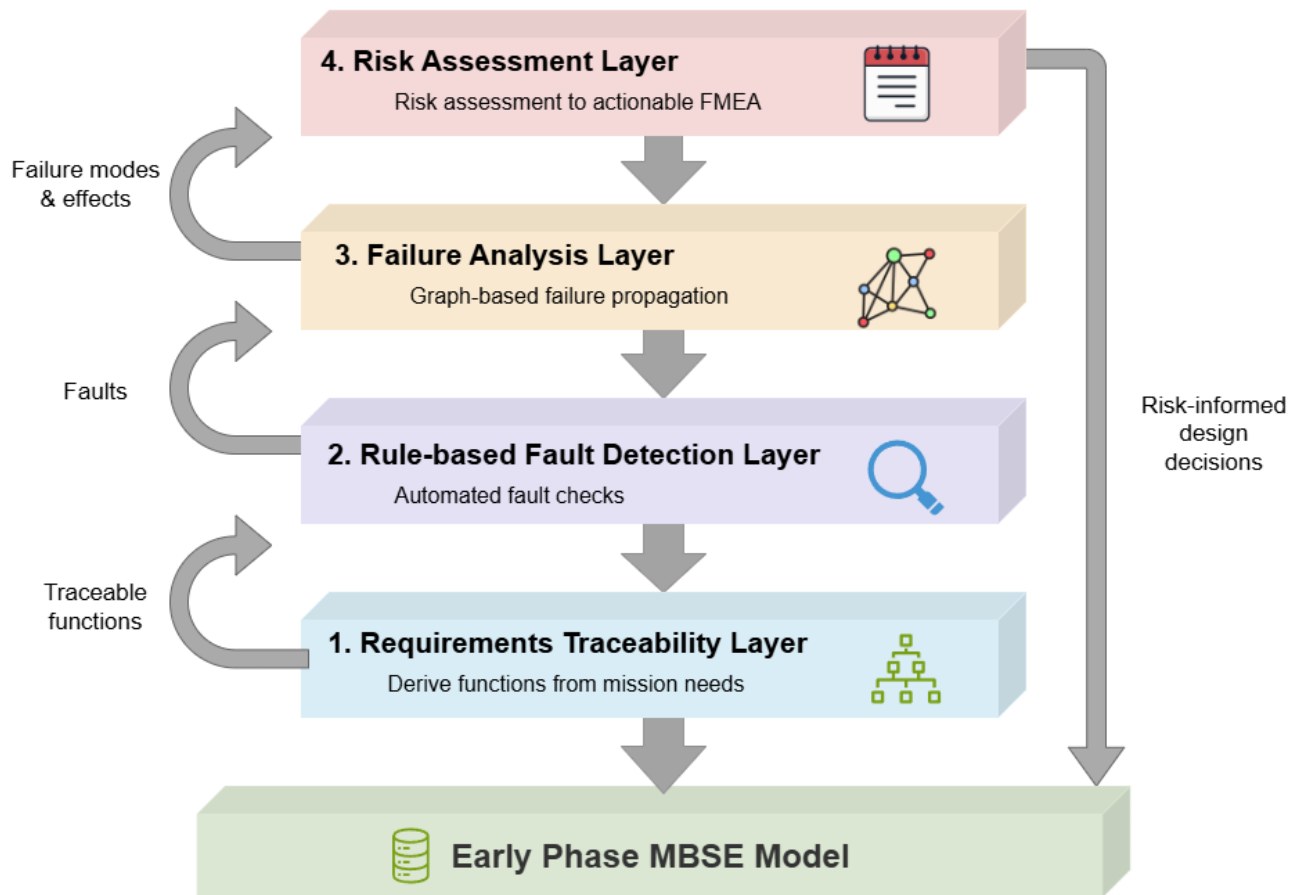 4. Risk Assessment Layer
Risk assessment to actionable FMEA
Failure modes
& effects
3. Failure Analysis Layer
Graph-based failure propagation
Faults
2. Rule-based Fault Detection Layer
Automated fault checks
Risk-informed
design
decisions
Traceable
functions
1. Requirements Traceability Layer
Derive functions from mission needs
Early Phase MBSE Model